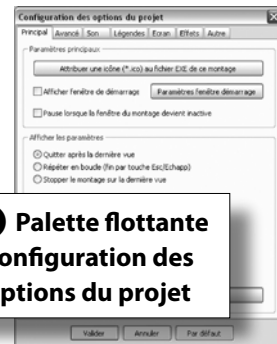 Configuration des options du projet
Principal Avancé Son Légendes Ecran Effets Autre
Paramètres principaux
Attribuer une icône (*.ico) au fichier EXE de ce montage
Afficher fenêtre de démarrage Paramètres fenêtre démarrage
Pause lorsque la fenêtre du montage devient inactive
Afficher les paramètres
Quitter après la dernière vue
Répéter en boucle (fin par touche Esc/Echapp)
Stopper le montage sur la dernière vue
Palette flottante
onfiguration des
ptions du projet
Valider Annuler Par défaut